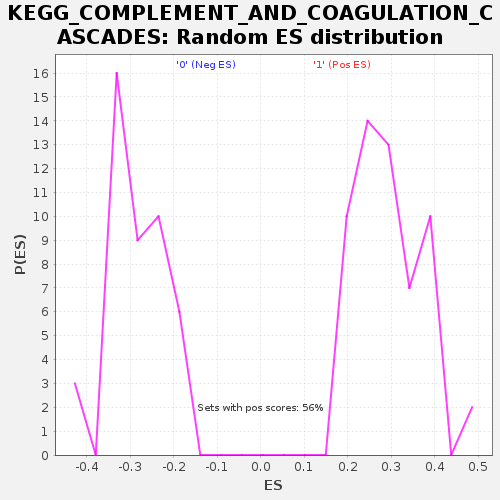 KEGG_COMPLEMENT_AND_COAGULATION_C
ASCADES: Random ES distribution
'0' (Neg ES) '1' (Pos ES)
16
15
14
13
12
11
10
9
8
7
6
5
4
3
2
1
0
P(ES)
Sets with pos scores: 56%
-0.4 -0.3 -0.2 -0.1 0.0 0.1 0.2 0.3 0.4 0.5
ES